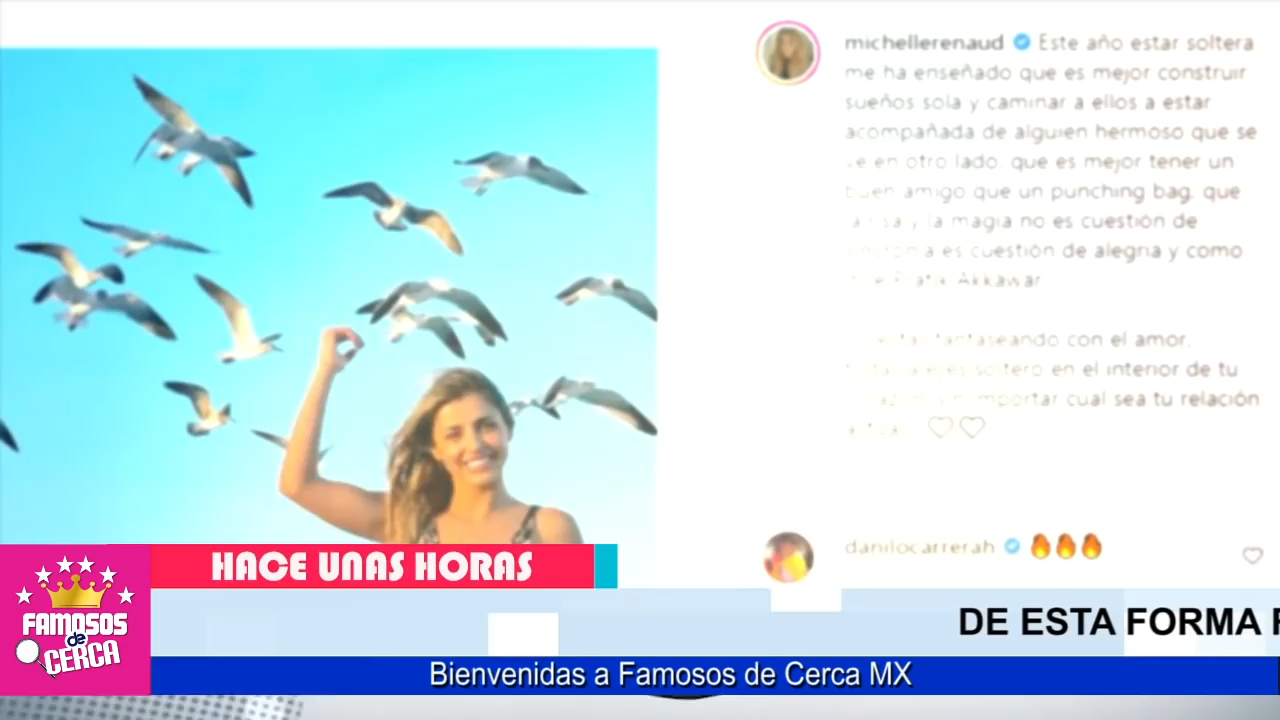 michellerenaud Este año estar soltera
me ha enseñado que es mejor construir
sueños sola y caminar a ellos a estar
acompañada de alguien hermoso que se
ve en otro lado, que es mejor tener un
buen amigo que un punching bag, que
y la magia no es cuestión de
es cuestión de alegria y como
Akkawar
fantaseando con el amor.
soltero en el interior de tu
importar cual sea tu relación
danilocarrerah
HACE UNAS HORAS
DE ESTA FORMA
FAMOSOS
de
CERCA
Bienvenidas a Famosos de Cerca MX